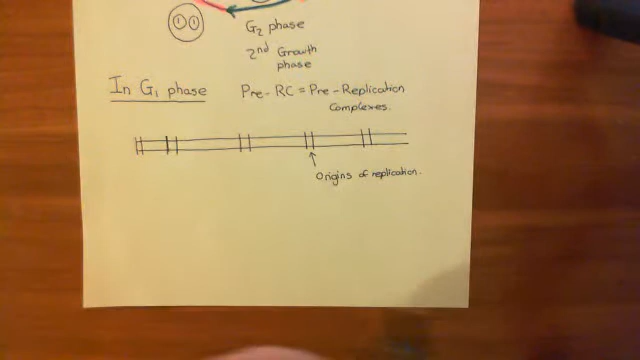 G2 phase
2nd Growth
phase
In G1 phase
Pre-RC = Pre-Replication
Complexes.
Origins of replication.